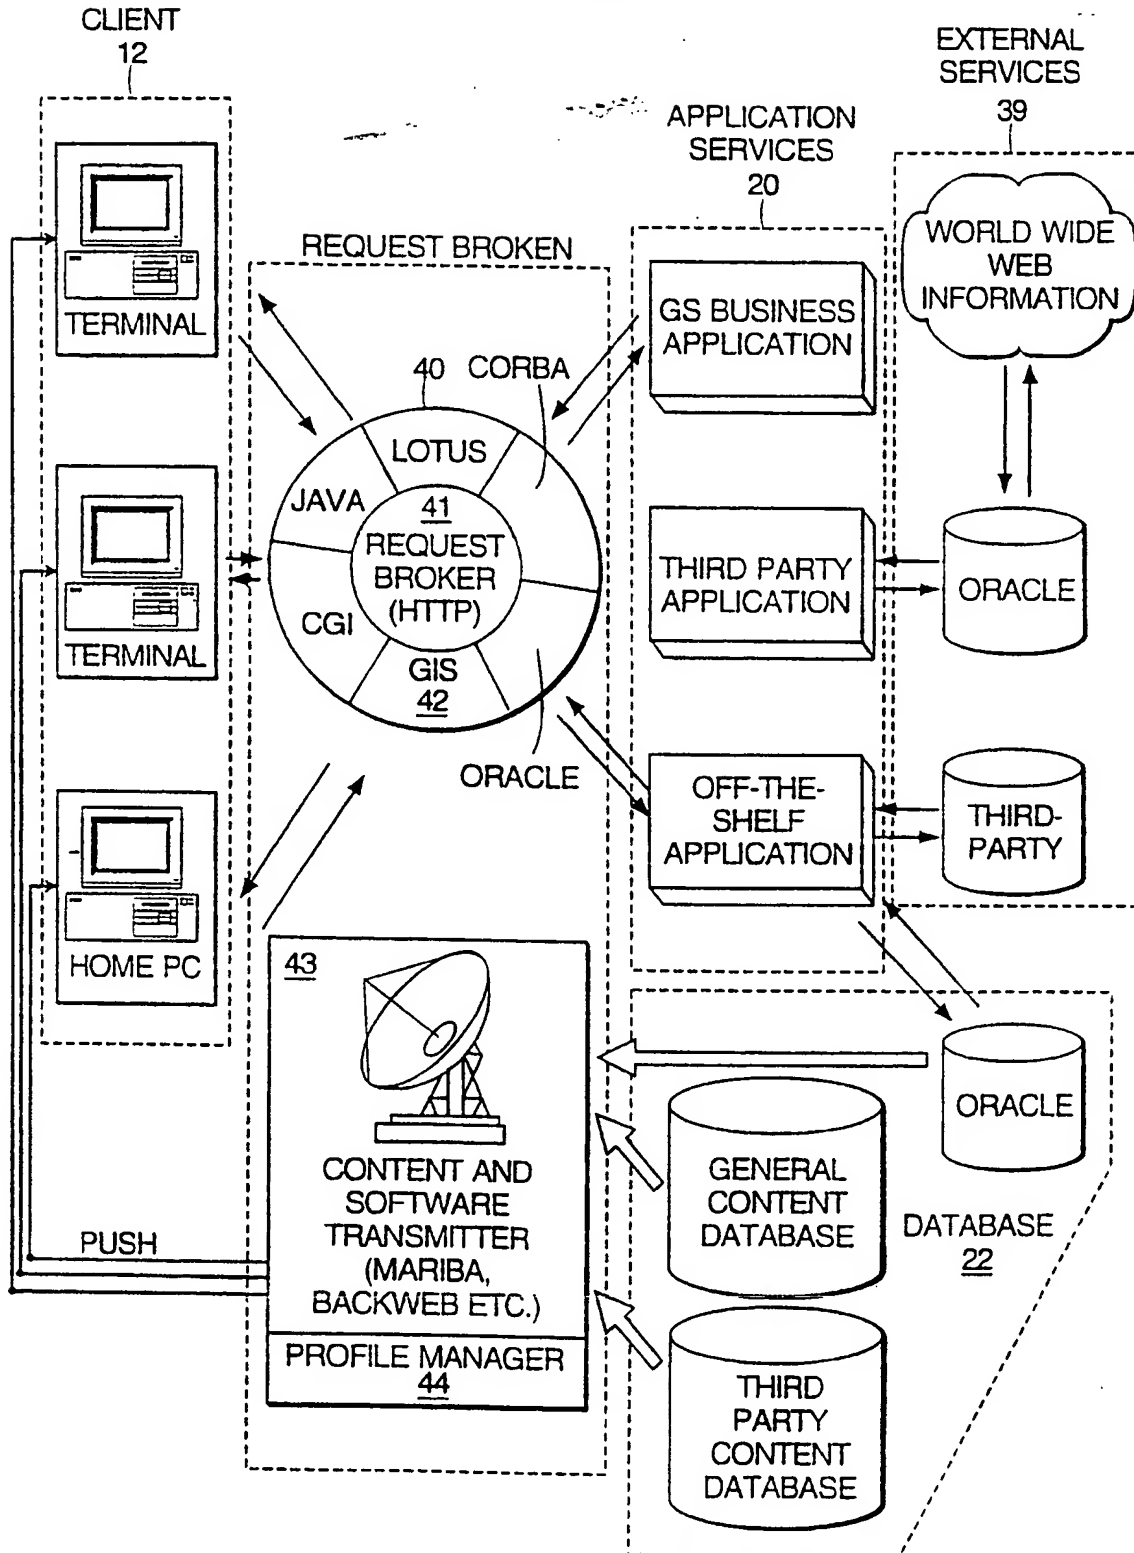 CLIENT
12
TERMINAL
TERMINAL
HOME PC
PUSH
REQUEST BROKEN
40
CORBA
LOTUS
JAVA
41
REQUEST
BROKER
(HTTP)
CGI
GIS
42
ORACLE
43
CONTENT AND
SOFTWARE
TRANSMITTER
(MARIBA,
BACKWEB ETC.)
PROFILE MANAGER
44
APPLICATION
SERVICES
20
GS BUSINESS
APPLICATION
THIRD PARTY
APPLICATION
OFF-THE-
SHELF
APPLICATION
EXTERNAL
SERVICES
39
WORLD WIDE
WEB
INFORMATION
ORACLE
THIRD-
PARTY
ORACLE
GENERAL
CONTENT
DATABASE
DATABASE
22
THIRD
PARTY
CONTENT
DATABASE